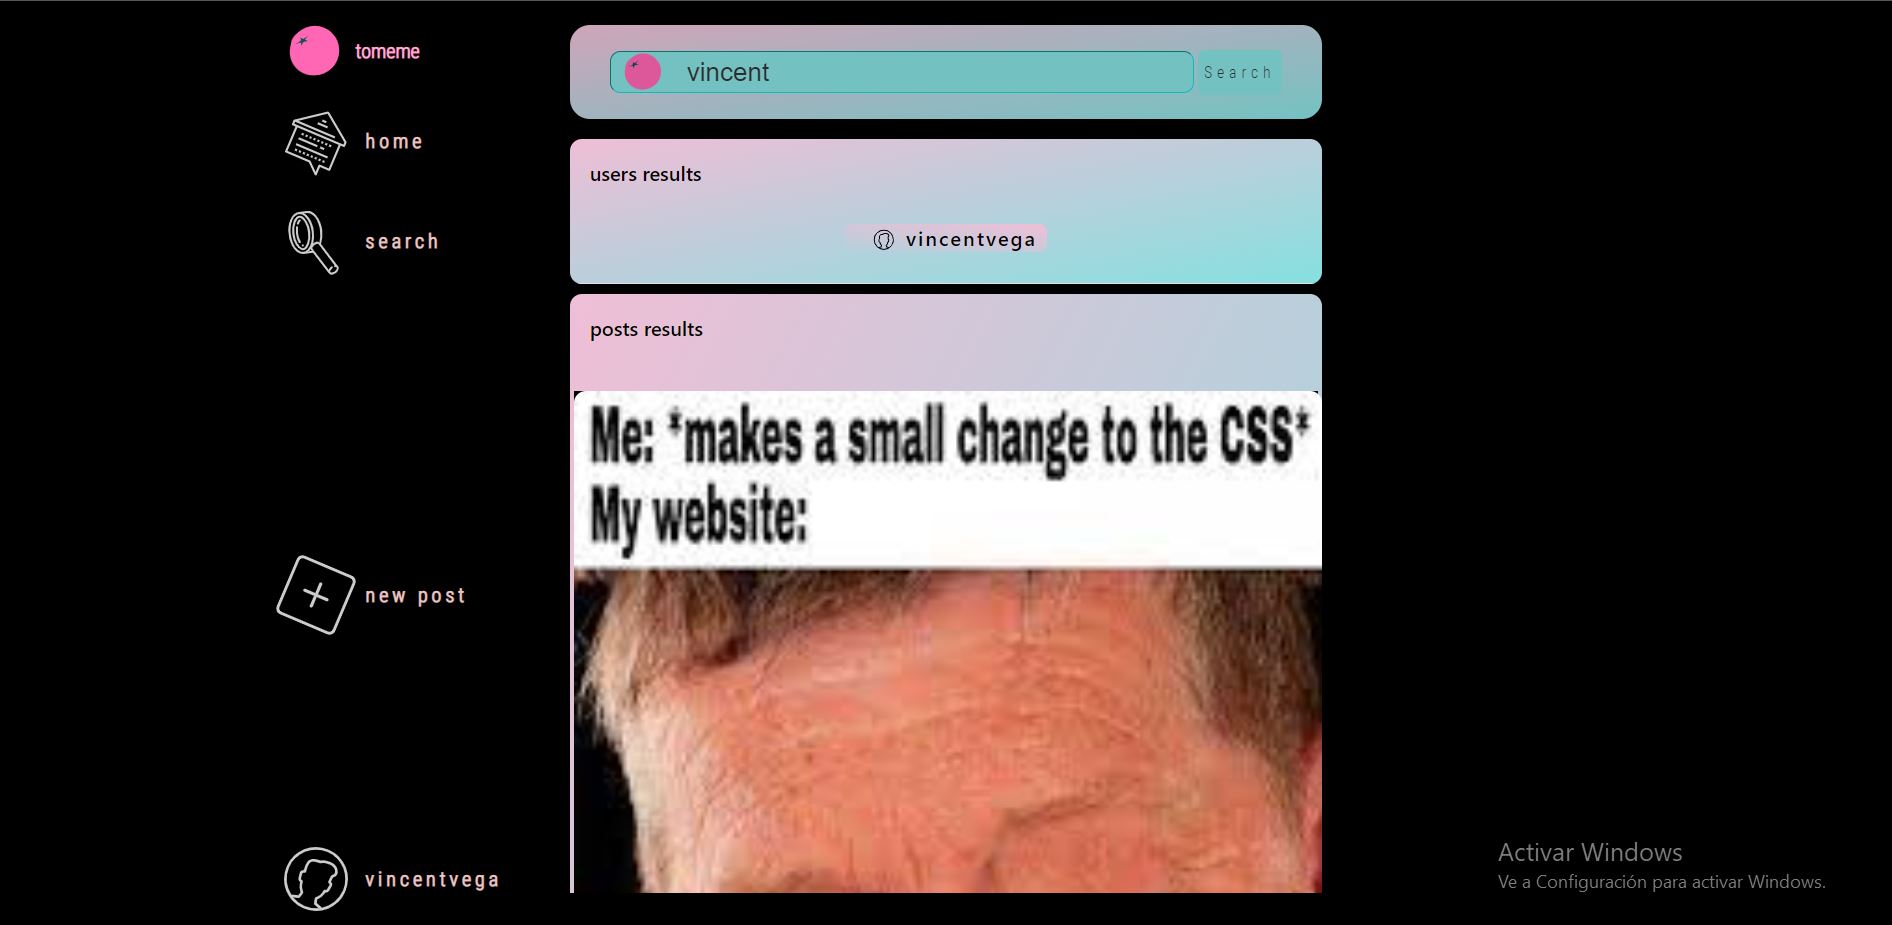 tomeme
home
search
new post
vincentvega
vincent
Search
users results
vincentvega
posts results
Me: *makes a small change to the CSS*
My website:
Activar Windows
Ve a Configuración para activar Windows.